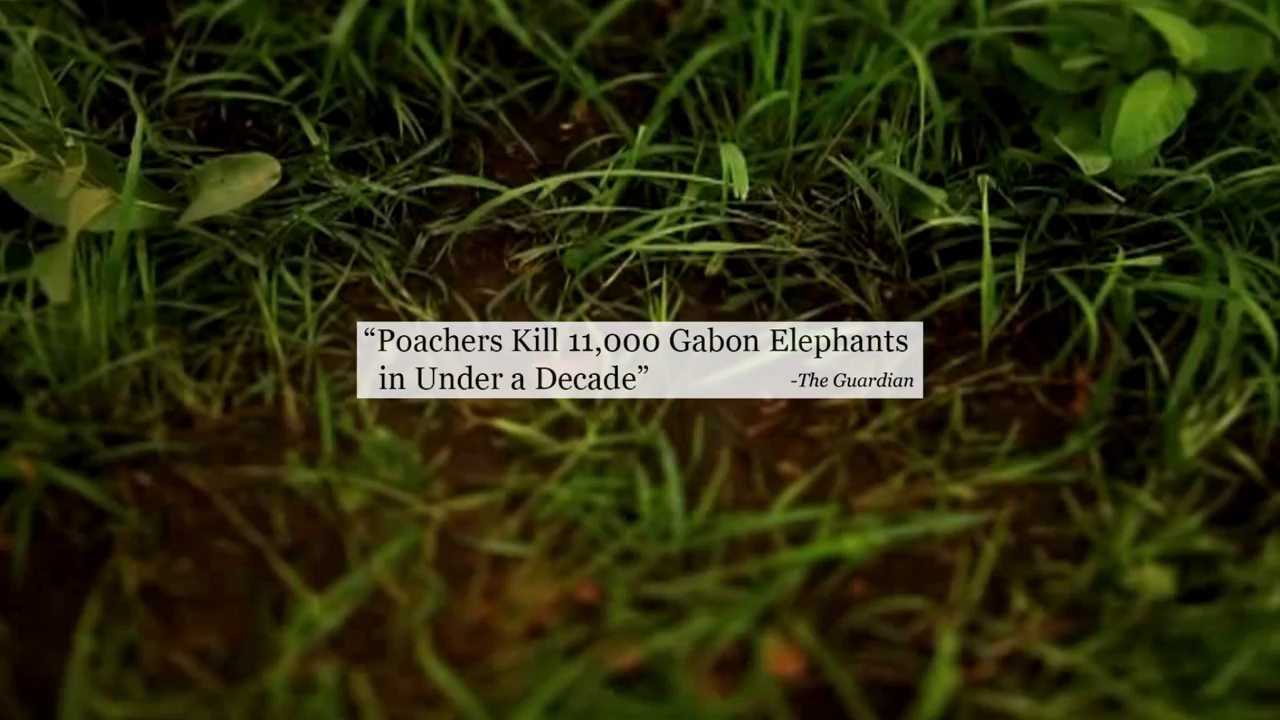 “Poachers Kill 11,000 Gabon Elephants
in Under a Decade”
-The Guardian